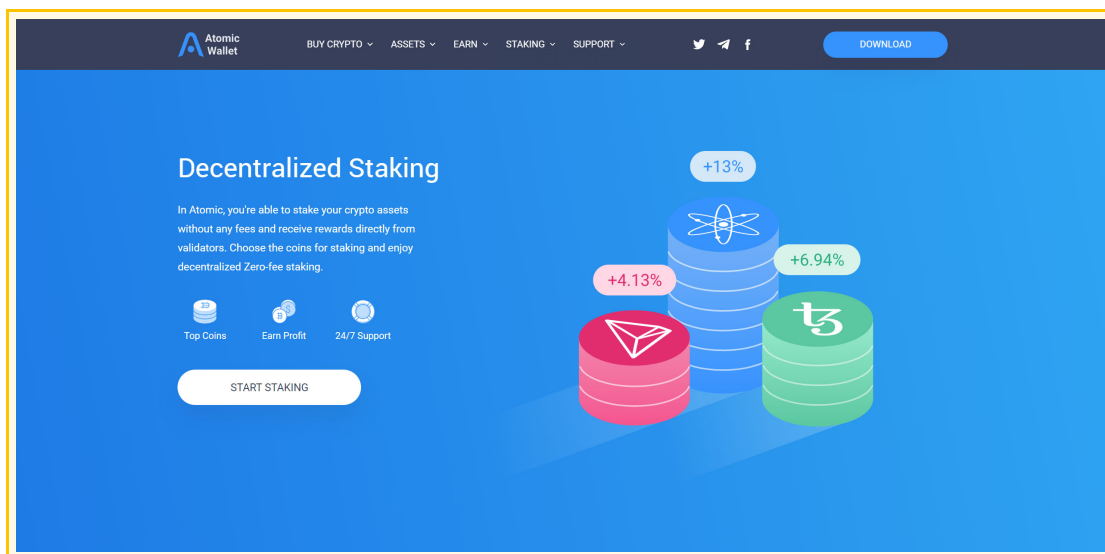 Atomic
Wallet
BUY CRYPTO
ASSETS
EARN
STAKING
SUPPORT
DOWNLOAD
Decentralized Staking
In Atomic, you're able to stake your crypto assets
without any fees and receive rewards directly from
validators. Choose the coins for staking and enjoy
decentralized Zero-fee staking.
Top Coins
Earn Profit
24/7 Support
START STAKING
+13%
+6.94%
+4.13%